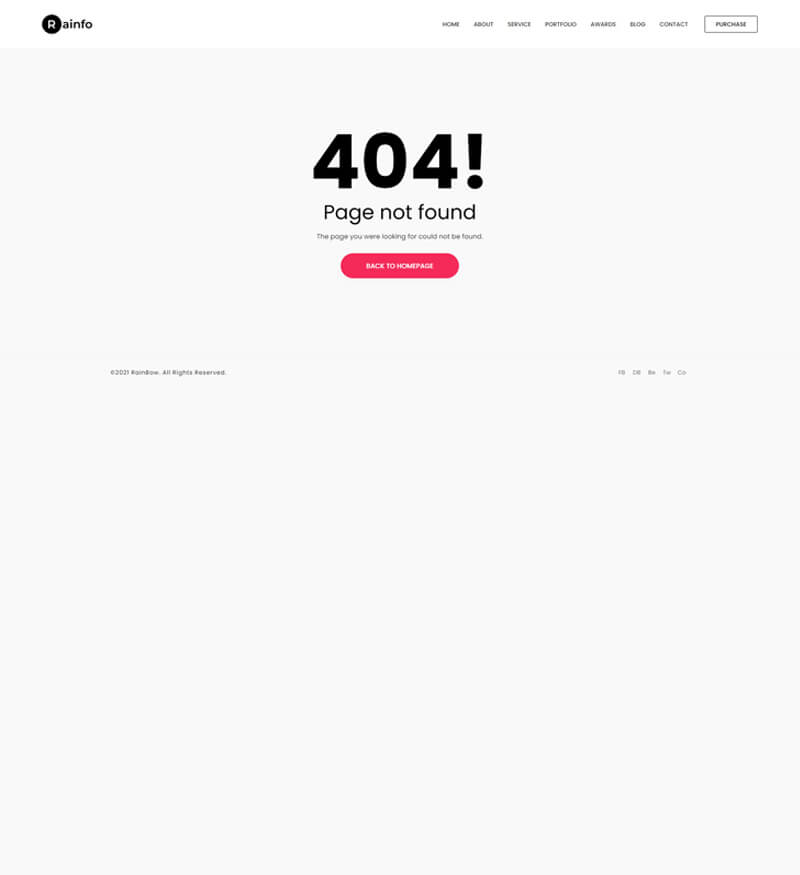 Rainfo HOME ABOUT SERVICE PORTFOLIO AWARDS BLOG CONTACT PURCHASE
404!
Page not found
The page you were looking for could not be found.
BACK TO HOMEPAGE
©2021 RainBow. All Rights Reserved. FB DB Be Tw Co